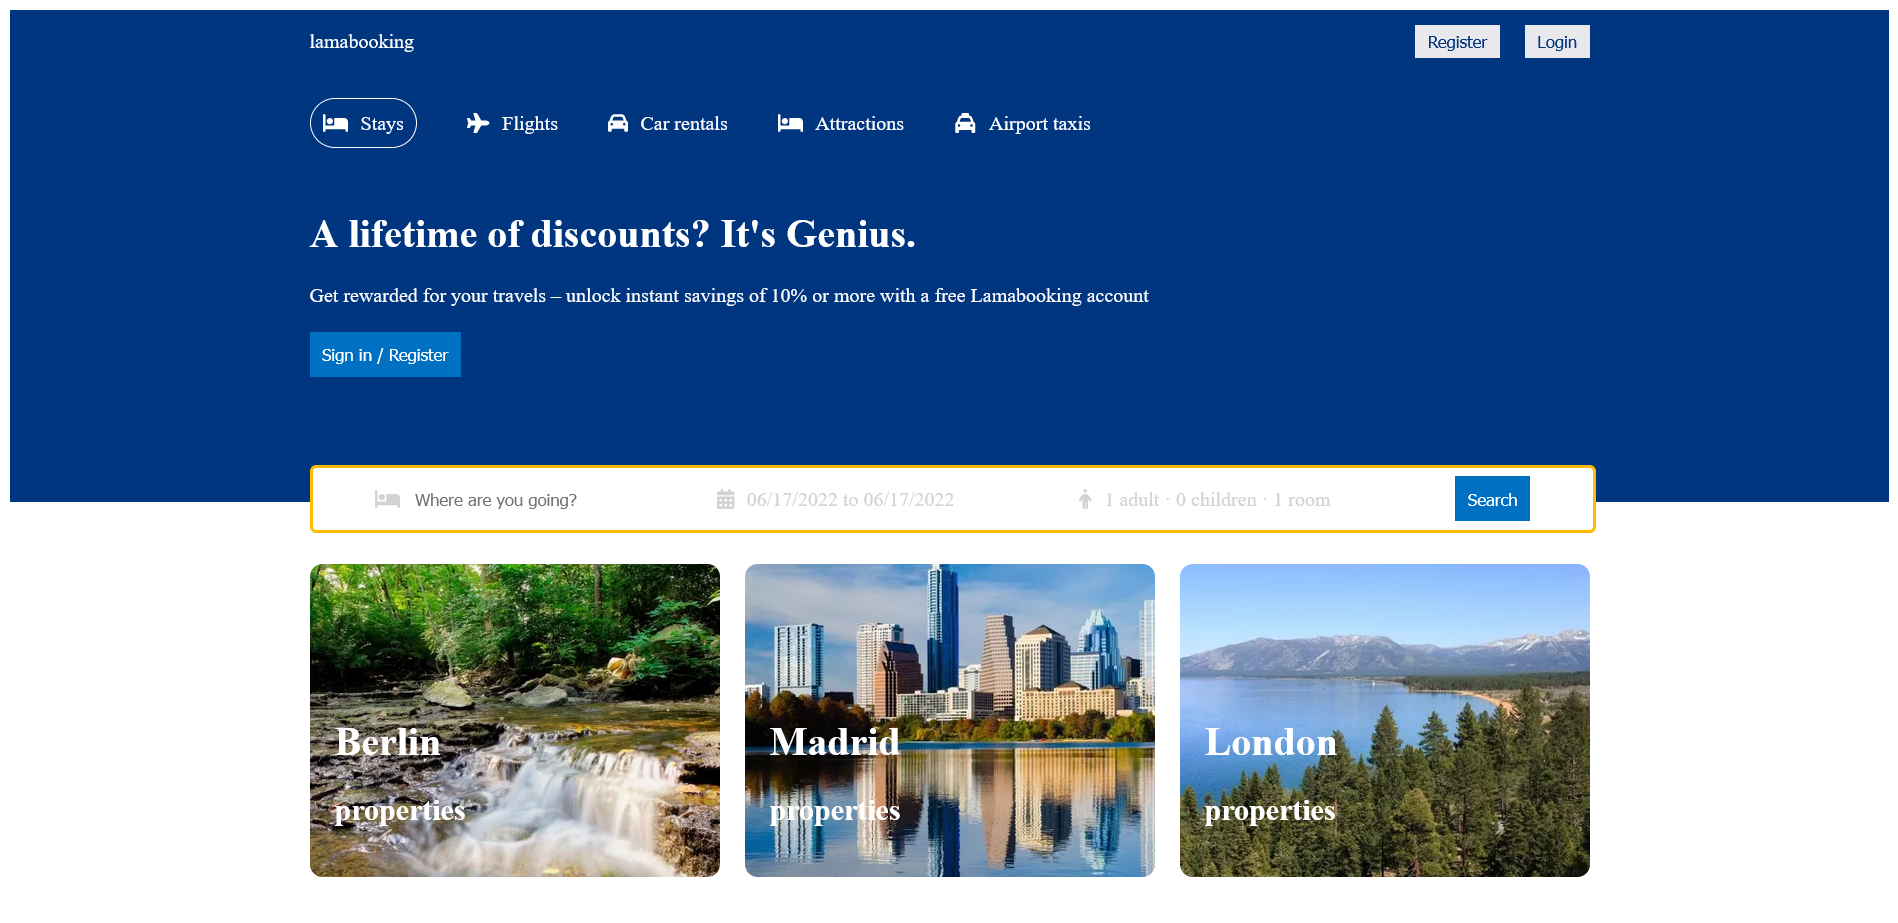 lamabooking
Register
Login
Stays
Flights
Car rentals
Attractions
Airport taxis
A lifetime of discounts? It's Genius.
Get rewarded for your travels – unlock instant savings of 10% or more with a free Lamabooking account
Sign in / Register
Where are you going?
06/17/2022 to 06/17/2022
1 adult · 0 children · 1 room
Search
Berlin
properties
Madrid
properties
London
properties